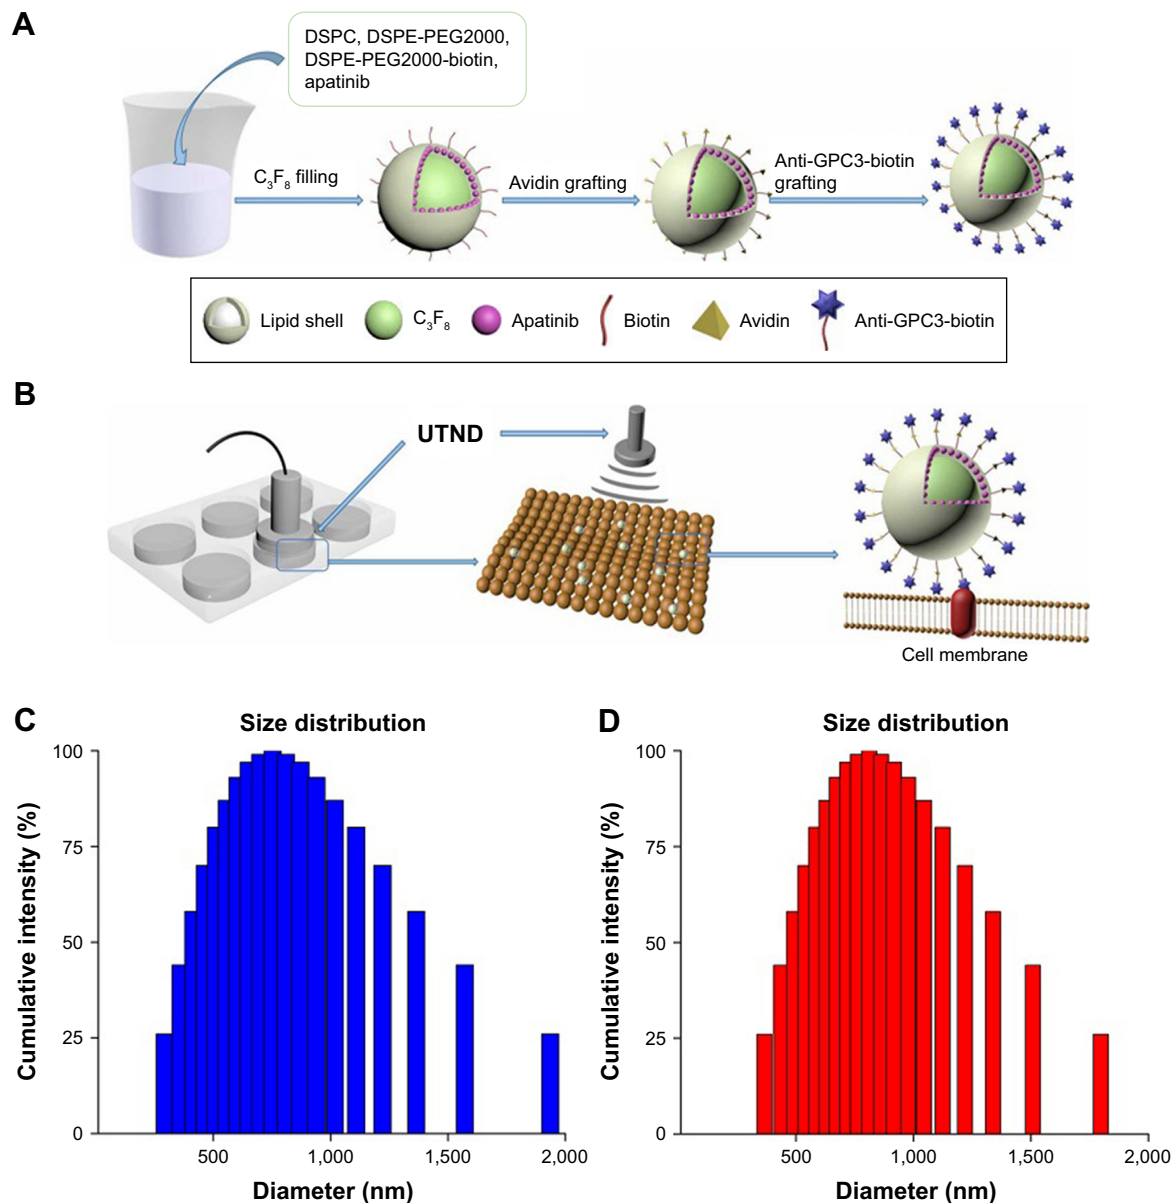 A
DSPC, DSPE-PEG2000,
DSPE-PEG2000-biotin,
apatinib
C₃F₈ filling
Avidin grafting
Anti-GPC3-biotin
grafting
Lipid shell
C₃F₈
Apatinib
Biotin
Avidin
Anti-GPC3-biotin
B
UTND
Cell membrane
C
Size distribution
Cumulative intensity (%)
100
75
50
25
0
500
1,000
1,500
2,000
Diameter (nm)
D
Size distribution
Cumulative intensity (%)
100
75
50
25
0
500
1,000
1,500
2,000
Diameter (nm)